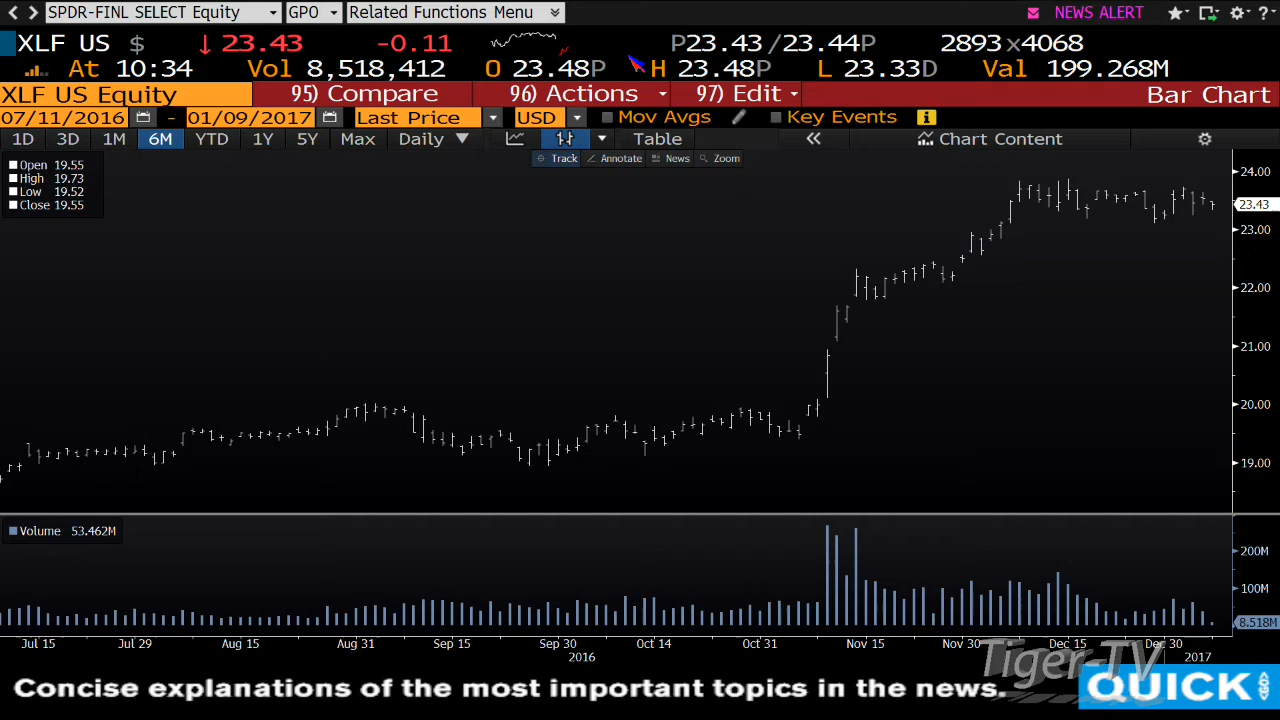 SPDR-FINL SELECT Equity GPO Related Functions Menu NEWS ALERT ?
XLF US $ ↓ 23.43 -0.11 P23.43 / 23.44P 2893x4068
At 10:34 Vol 8,518,412 O 23.48P H 23.48P L 23.33D Val 199.268M
XLF US Equity 95) Compare 96) Actions 97) Edit Bar Chart
07/11/2016 - 01/09/2017 Last Price USD Mov Avgs Key Events i
1D 3D 1M 6M YTD 1Y 5Y Max Daily ▼ Table « Chart Content
Track Annotate News Zoom
Open 19.55
High 19.73
Low 19.52
Close 19.55
24.00
23.43
23.00
22.00
21.00
20.00
19.00
Volume 53.462M
200M
100M
8.518M
Jul 15 Jul 29 Aug 15 Aug 31 Sep 15 Sep 30 Oct 14 Oct 31 Nov 15 Nov 30 Dec 15 Dec 30
2016 2017
Tiger-TV
Concise explanations of the most important topics in the news. QUICK